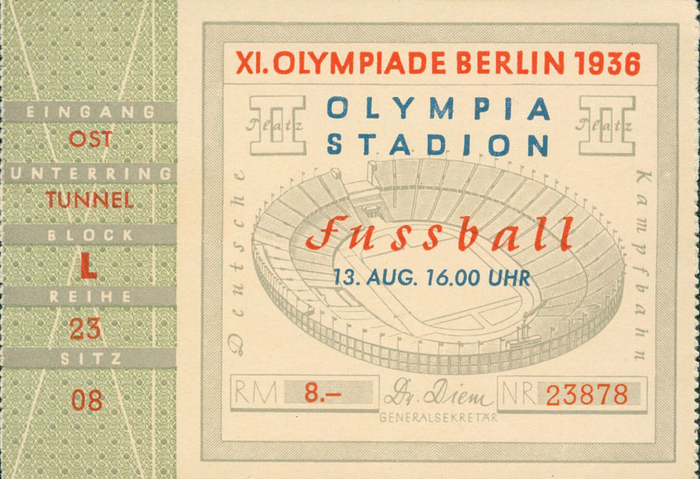 EINGANG
OST
UNTERRING
TUNNEL
BLOCK
L
REIHE
23
SITZ
08
XI. OLYMPIADE BERLIN 1936
II Platz
OLYMPIA
STADION
II Platz
Deutsche
Kampfbahn
Fussball
13. AUG. 16.00 UHR
RM 8.–
Dr. Diem
GENERALSEKRETÄR
NR 23878